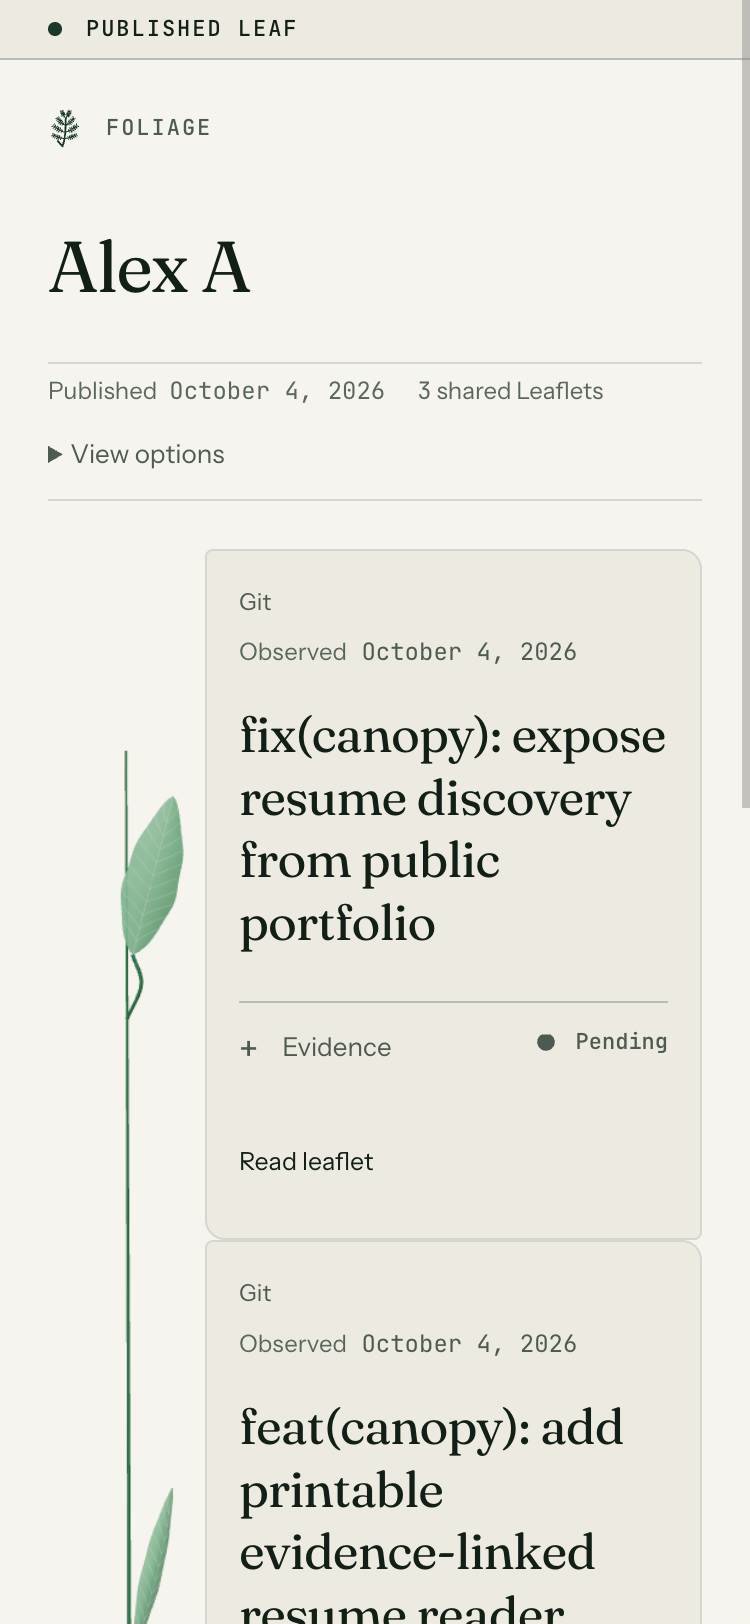 PUBLISHED LEAF
FOLIAGE
Alex A
Published October 4, 2026 3 shared Leaflets
View options
Git
Observed October 4, 2026
fix(canopy): expose
resume discovery
from public
portfolio
+ Evidence
Pending
Read leaflet
Git
Observed October 4, 2026
feat(canopy): add
printable
evidence-linked
resume reader